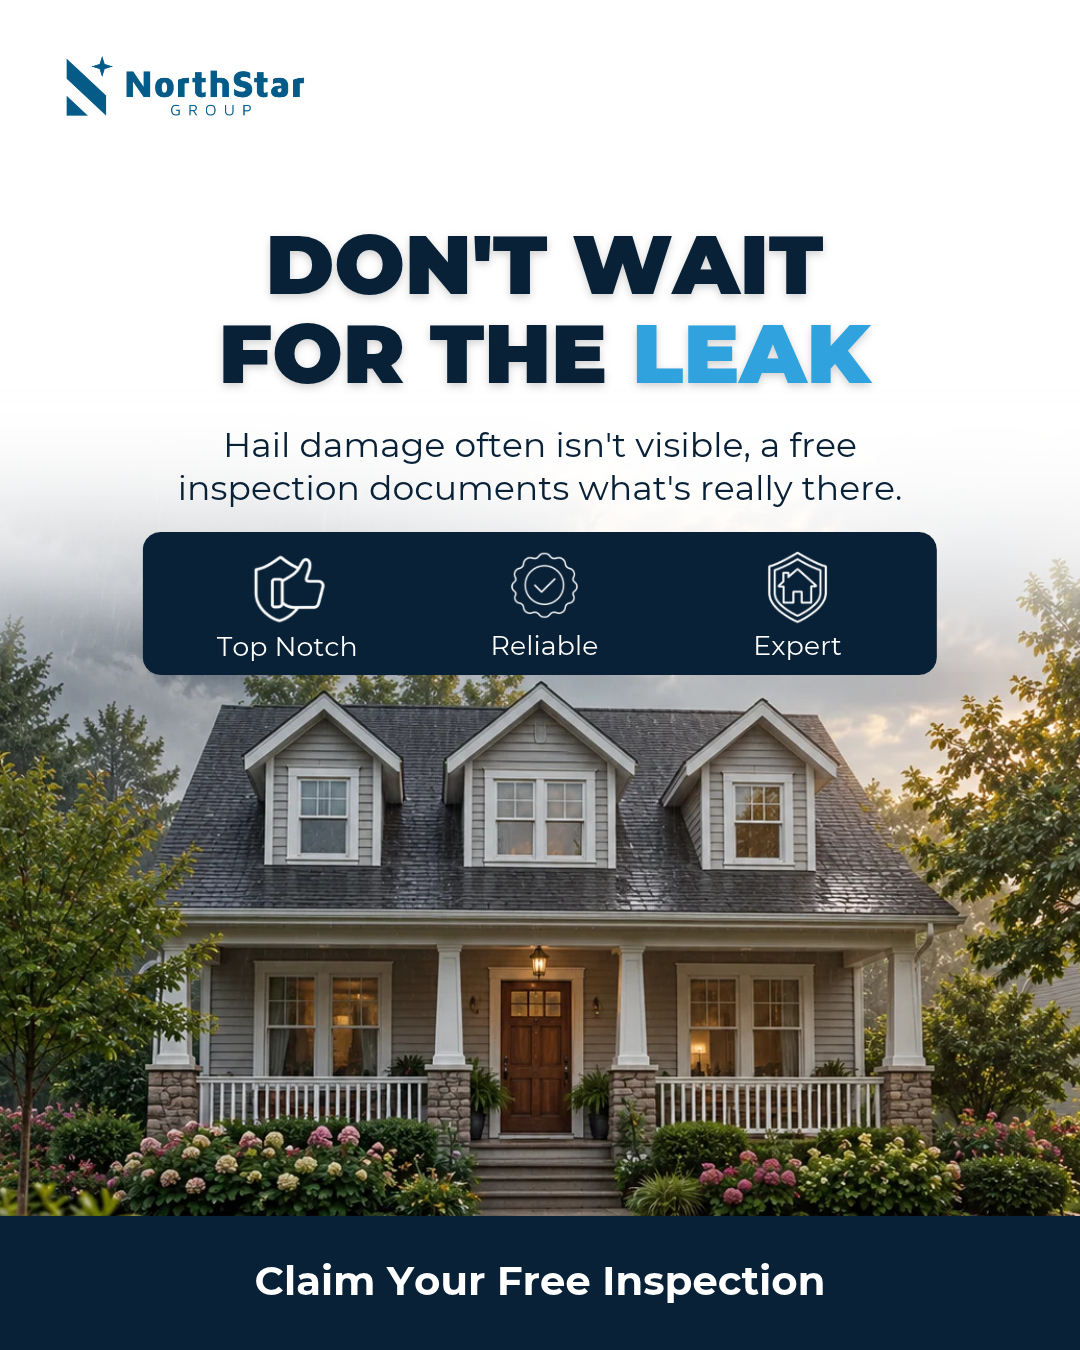 NorthStar
GROUP
DON'T WAIT
FOR THE LEAK
Hail damage often isn't visible, a free
inspection documents what's really there.
Top Notch
Reliable
Expert
Claim Your Free Inspection